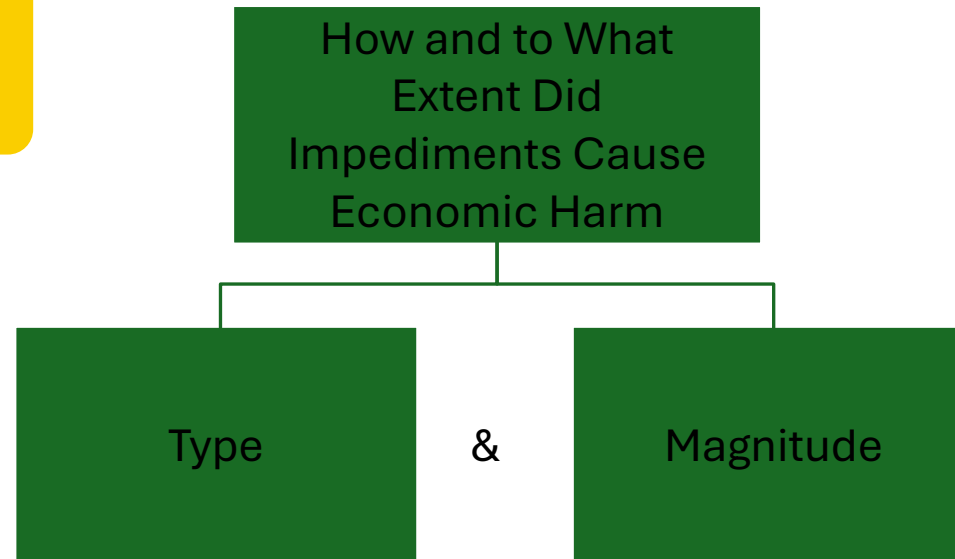 How and to What
Extent Did
Impediments Cause
Economic Harm
Type
&
Magnitude